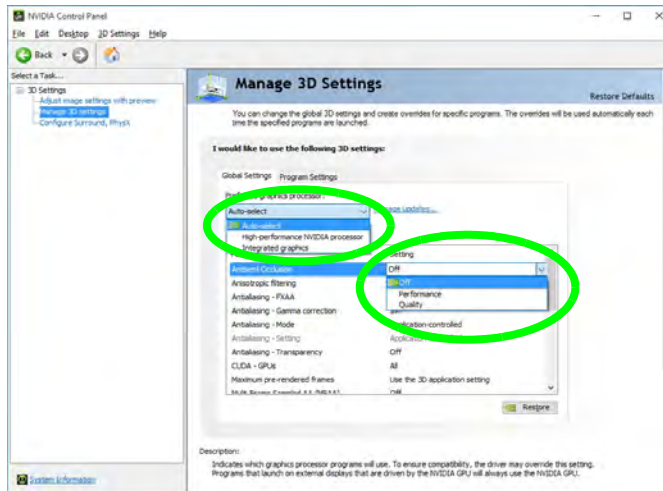 NVIDIA Control Panel
File Edit Desktop 3D Settings Help
Back
Select a Task...
3D Settings
Adjust image settings with preview
Manage 3D settings
Configure Surround, PhysX
System Information
Manage 3D Settings
Restore Defaults
You can change the global 3D settings and create overrides for specific programs. The overrides will be used automatically each
time the specified programs are launched.
I would like to use the following 3D settings:
Global Settings Program Settings
graphics processor:
Auto-select
Auto-select
High-performance NVIDIA processor
Integrated graphics
Setting
Ambient Occlusion Off
Off
Performance
Quality
Anisotropic filtering
Antialiasing - FXAA
Antialiasing - Gamma correction
Antialiasing - Mode Application-controlled
Antialiasing - Setting
Antialiasing - Transparency Off
CUDA - GPUs All
Maximum pre-rendered frames Use the 3D application setting
Off
Restore
Description:
Indicates which graphics processor programs will use. To ensure compatibility, the driver may override this setting.
Programs that launch on external displays that are driven by the NVIDIA GPU will always use the NVIDIA GPU.